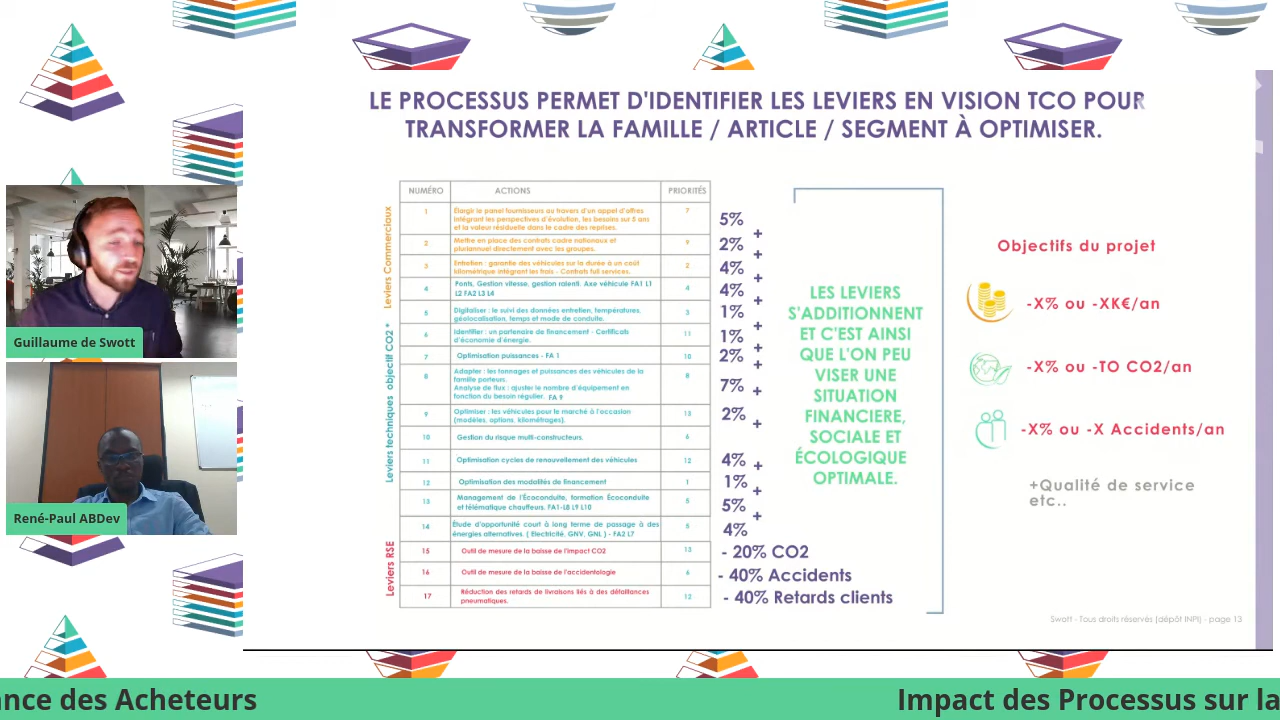 LE PROCESSUS PERMET D'IDENTIFIER LES LEVIERS EN VISION TCO POUR
TRANSFORMER LA FAMILLE / ARTICLE / SEGMENT À OPTIMISER.
NUMÉRO ACTIONS PRIORITÉS
Leviers Commerciaux
1 Élargir le panel fournisseurs au travers d'un appel d'offres 7
intégrant les perspectives d'évolution, les besoins sur 5 ans
et la valeur résiduelle dans le cadre des reprises.
2 Mettre en place des contrats cadre nationaux et 9
pluriannuel directement avec les groupes.
3 Entretien : garantie des véhicules sur la durée à un coût 2
kilométrique intégrant les frais - Contrats full services.
4 Ponts, Gestion vitesse, gestion ralenti. Axe véhicule FA1 L1 4
L2 FA2 L3 L4
Leviers techniques objectif CO2 *
5 Digitaliser : le suivi des données entretien, températures, 3
géolocalisation, temps et mode de conduite.
6 Identifier : un partenaire de financement - Certificats 11
d'économie d'énergie.
7 Optimisation puissances - FA 1 10
8 Adapter : les tonnages et puissances des véhicules de la 8
famille porteurs.
Analyse de flux : ajuster le nombre d'équipement en
fonction du besoin régulier. FA 9
9 Optimiser : les véhicules pour le marché à l'occasion 13
(modèles, options, kilométrages).
10 Gestion du risque multi-constructeurs. 6
11 Optimisation cycles de renouvellement des véhicules 12
12 Optimisation des modalités de financement 1
13 Management de l'Écoconduite, formation Écoconduite 5
et télématique chauffeurs. FA1-L8 L9 L10
14 Étude d'opportunité court à long terme de passage à des 5
énergies alternatives. ( Electricité, GNV, GNL ) - FA2 L7
Leviers RSE
15 Outil de mesure de la baisse de l'impact CO2 13
16 Outil de mesure de la baisse de l'accidentologie 6
17 Réduction des retards de livraisons liés à des défaillances 12
pneumatiques.
5%
+
2%
+
4%
+
4%
+
1%
+
1%
+
2%
+
7%
+
2%
+
4%
+
1%
+
5%
+
4%
- 20% CO2
- 40% Accidents
- 40% Retards clients
LES LEVIERS
S'ADDITIONNENT
ET C'EST AINSI
QUE L'ON PEU
VISER UNE
SITUATION
FINANCIERE,
SOCIALE ET
ÉCOLOGIQUE
OPTIMALE.
Objectifs du projet
-X% ou -XK€/an
-X% ou -TO CO2/an
-X% ou -X Accidents/an
+Qualité de service
etc..
Swott - Tous droits réservés (dépôt INPI) - page 13
Guillaume de Swott
René-Paul ABDev
nce des Acheteurs
Impact des Processus sur la